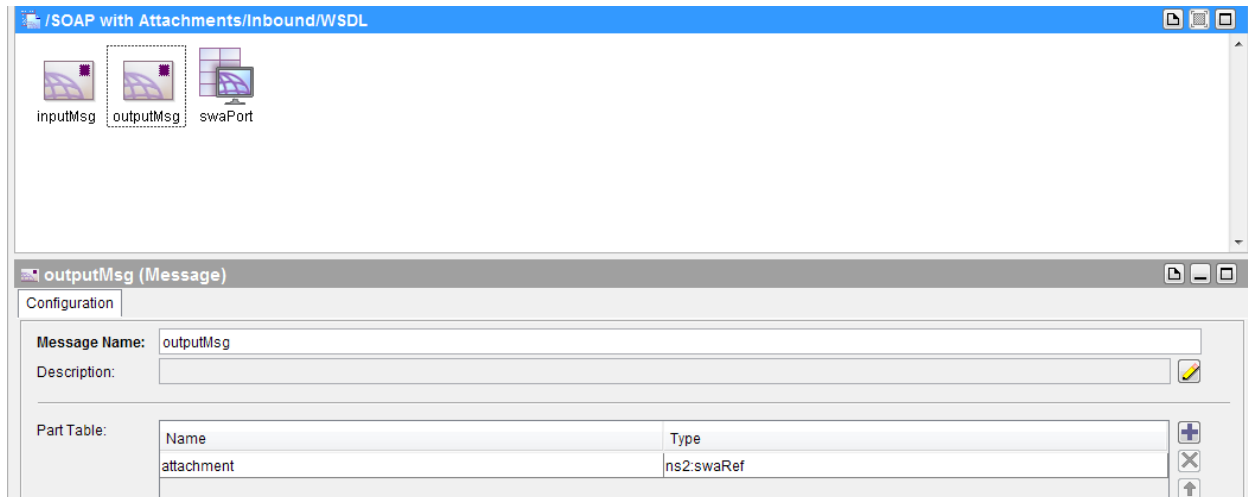 /SOAP with Attachments/Inbound/WSDL
inputMsg outputMsg swaPort
outputMsg (Message)
Configuration
Message Name: outputMsg
Description:
Part Table: Name Type
attachment ns2:swaRef